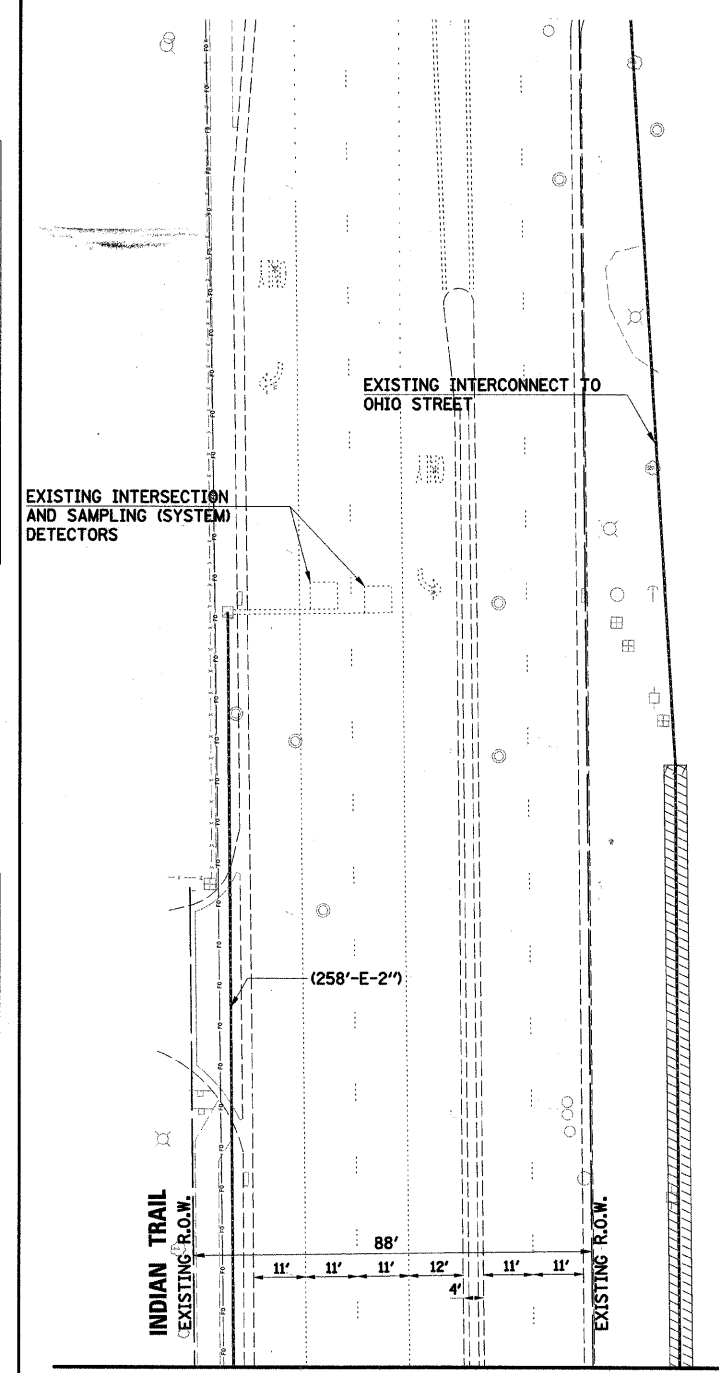 EXISTING INTERCONNECT TO
OHIO STREET
EXISTING INTERSECTION
AND SAMPLING (SYSTEM)
DETECTORS
(258'-E-2")
INDIAN TRAIL
EXISTING R.O.W.
88'
11'
11'
11'
12'
4'
11'
11'
EXISTING R.O.W.